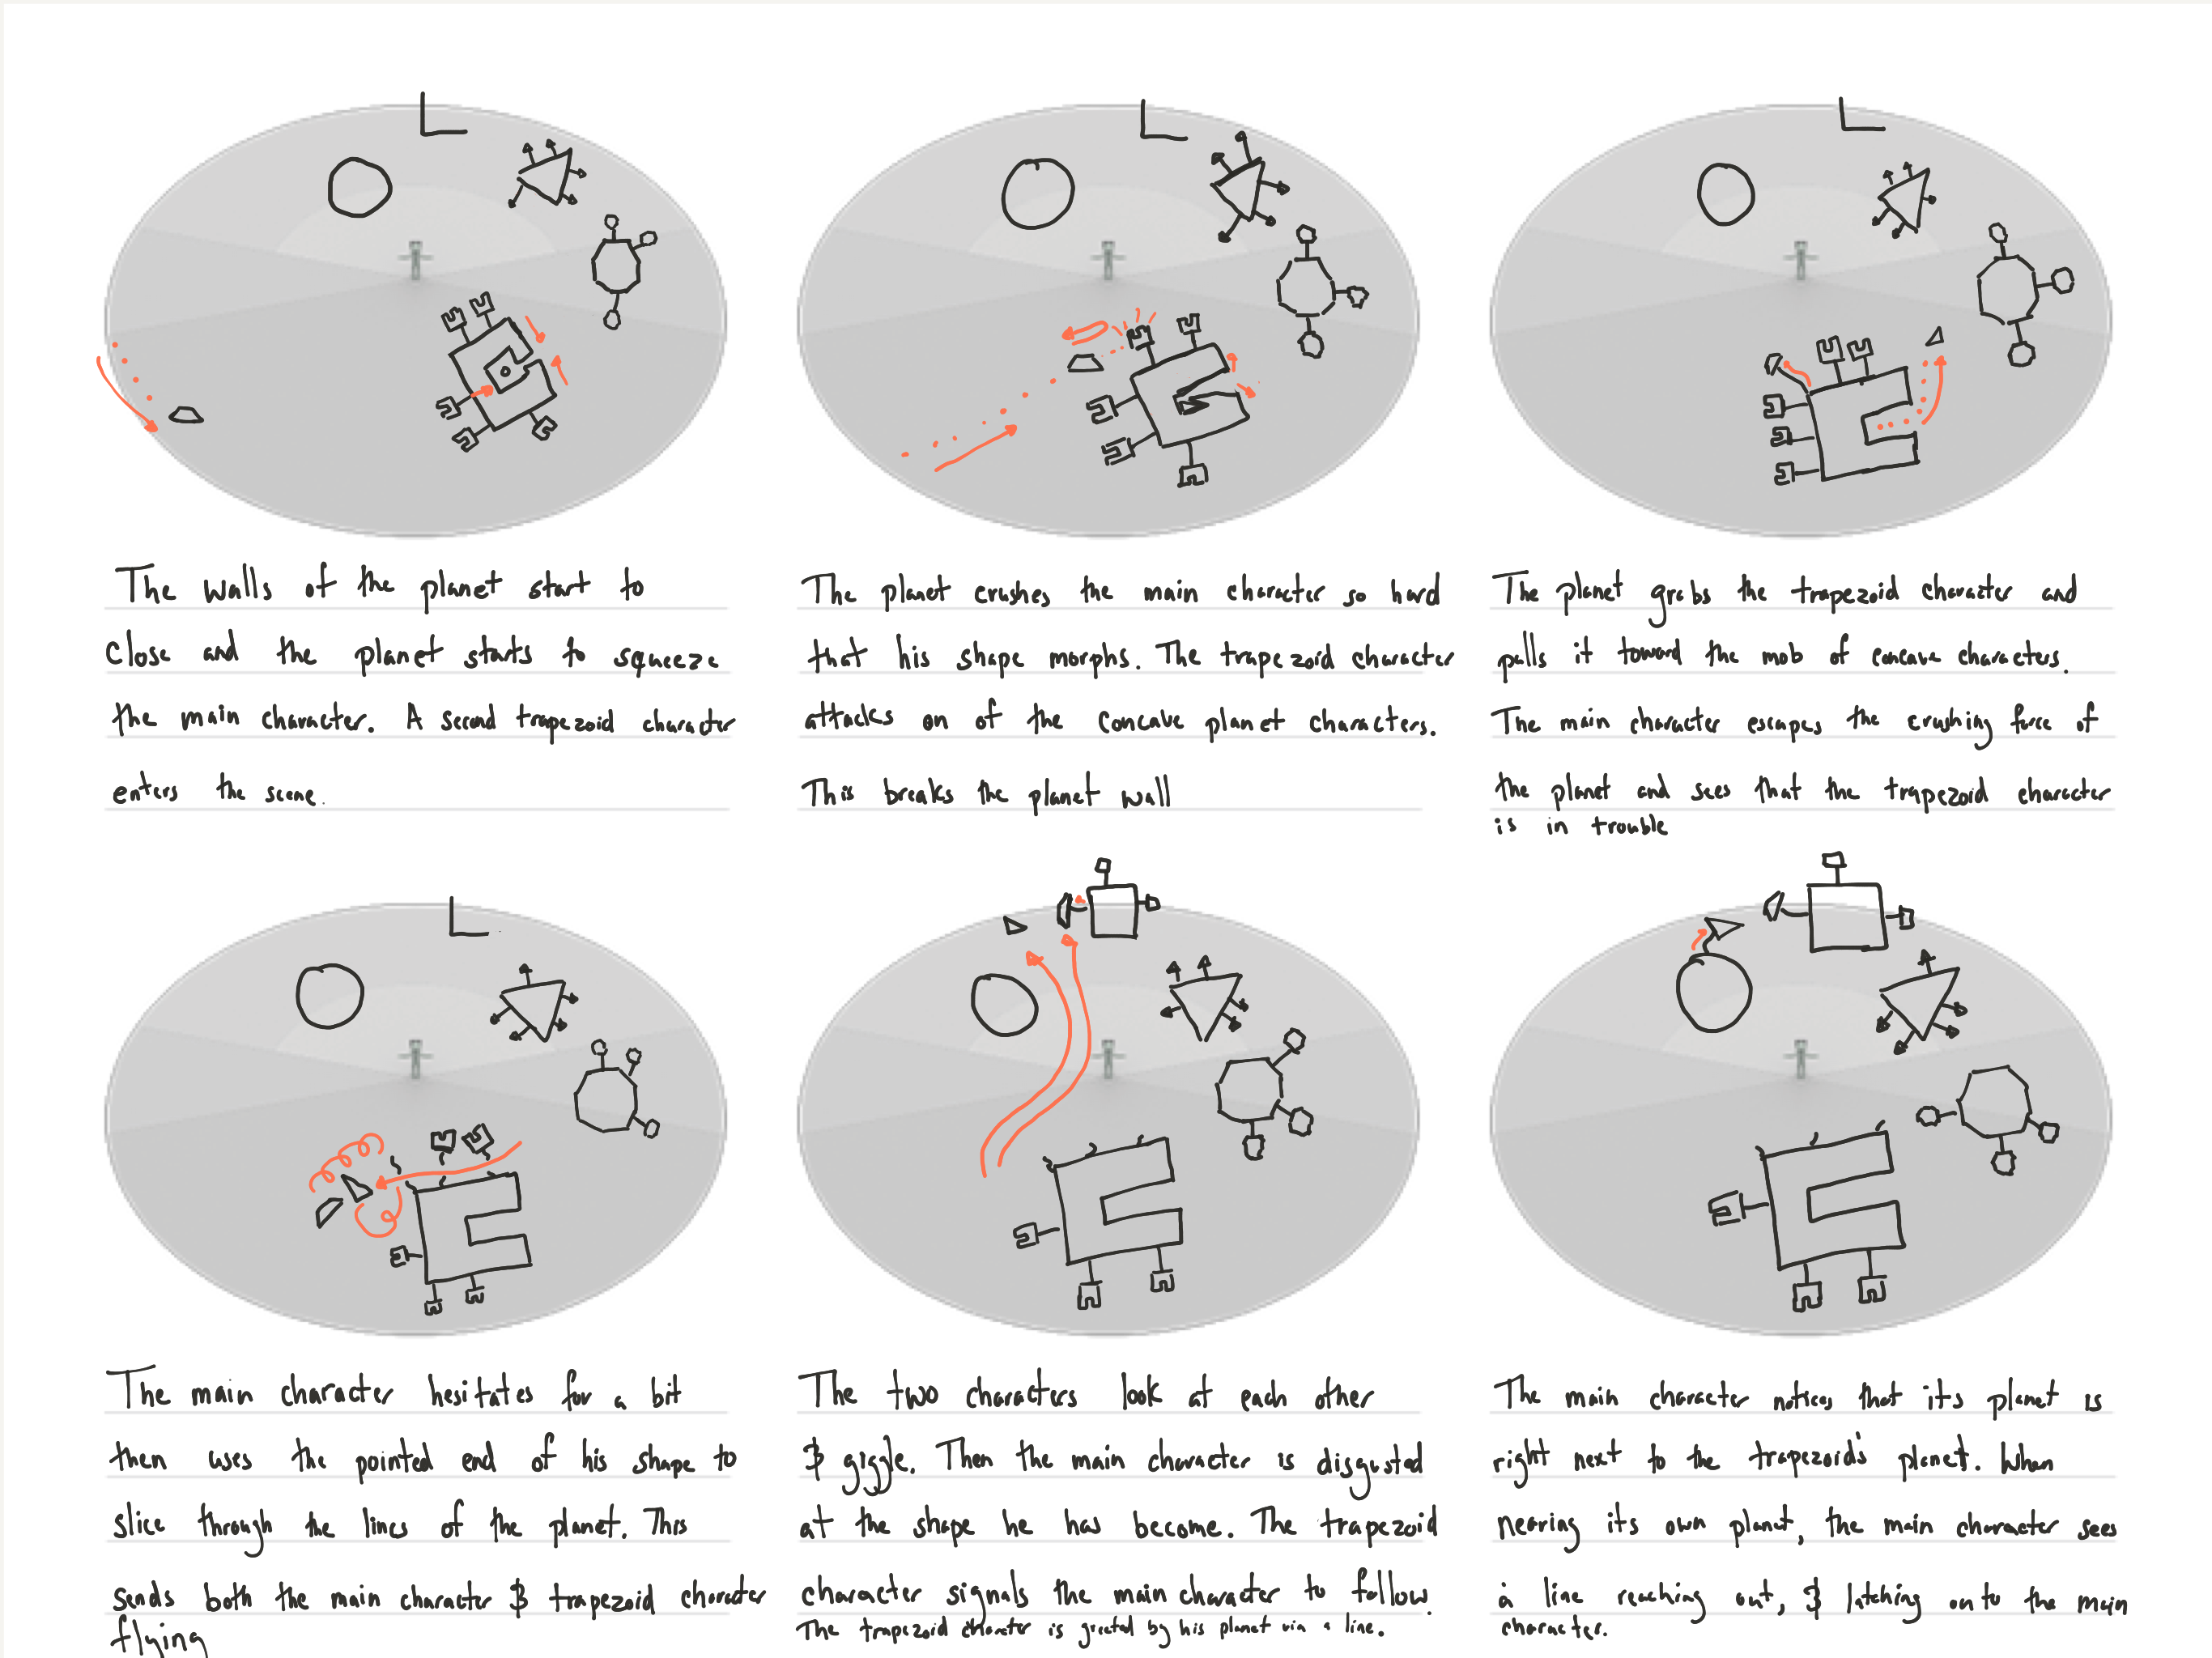 The walls of the planet start to
close and the planet starts to squeeze
the main character. A second trapezoid character
enters the scene.
The planet crushes the main character so hard
that his shape morphs. The trapezoid character
attacks on of the concave planet characters.
This breaks the planet wall
The planet grabs the trapezoid character and
pulls it toward the mob of concave characters.
The main character escapes the crushing force of
the planet and sees that the trapezoid character
is in trouble
The main character hesitates for a bit
then uses the pointed end of his shape to
slice through the lines of the planet. This
sends both the main character & trapezoid character
flying
The two characters look at each other
& giggle. Then the main character is disgusted
at the shape he has become. The trapezoid
character signals the main character to follow.
The trapezoid character is greeted by his planet via a line.
The main character notices that its planet is
right next to the trapezoid's planet. When
nearing its own planet, the main character sees
a line reaching out, & latching onto the main
character.